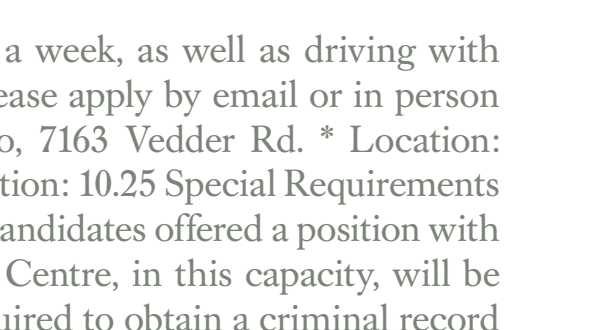 a week, as well as driving with
ease apply by email or in person
o, 7163 Vedder Rd. * Location:
tion: 10.25 Special Requirements
andidates offered a position with
Centre, in this capacity, will be
uired to obtain a criminal record